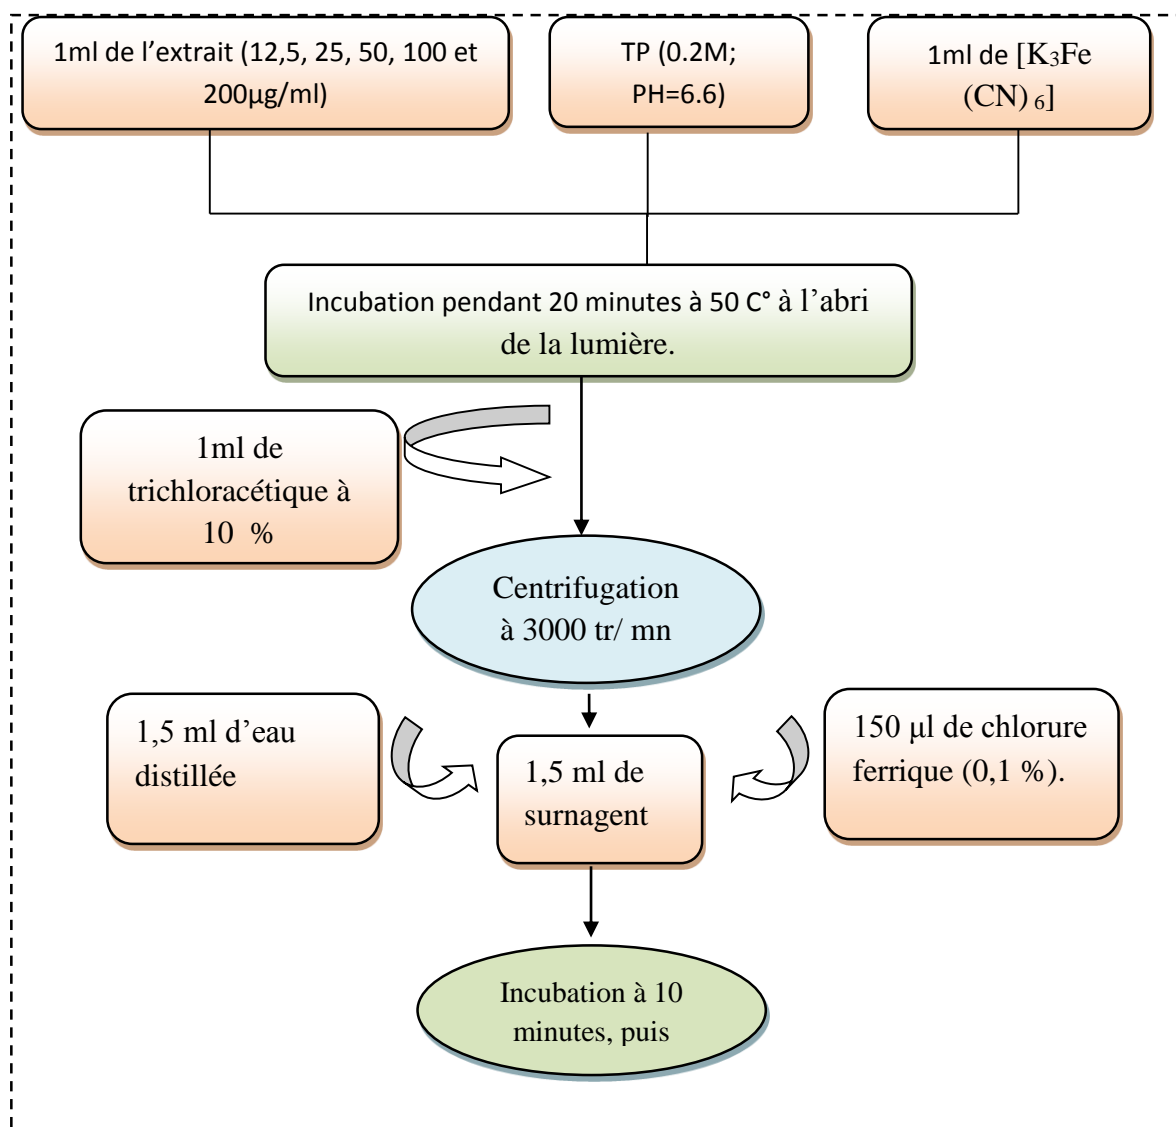 1ml de l’extrait (12,5, 25, 50, 100 et
200µg/ml)
TP (0.2M;
PH=6.6)
1ml de [K₃Fe
(CN) ₆]
Incubation pendant 20 minutes à 50 C° à l’abri
de la lumière.
1ml de
trichloracétique à
10 %
Centrifugation
à 3000 tr/ mn
1,5 ml d’eau
distillée
1,5 ml de
surnagent
150 µl de chlorure
ferrique (0,1 %).
Incubation à 10
minutes, puis